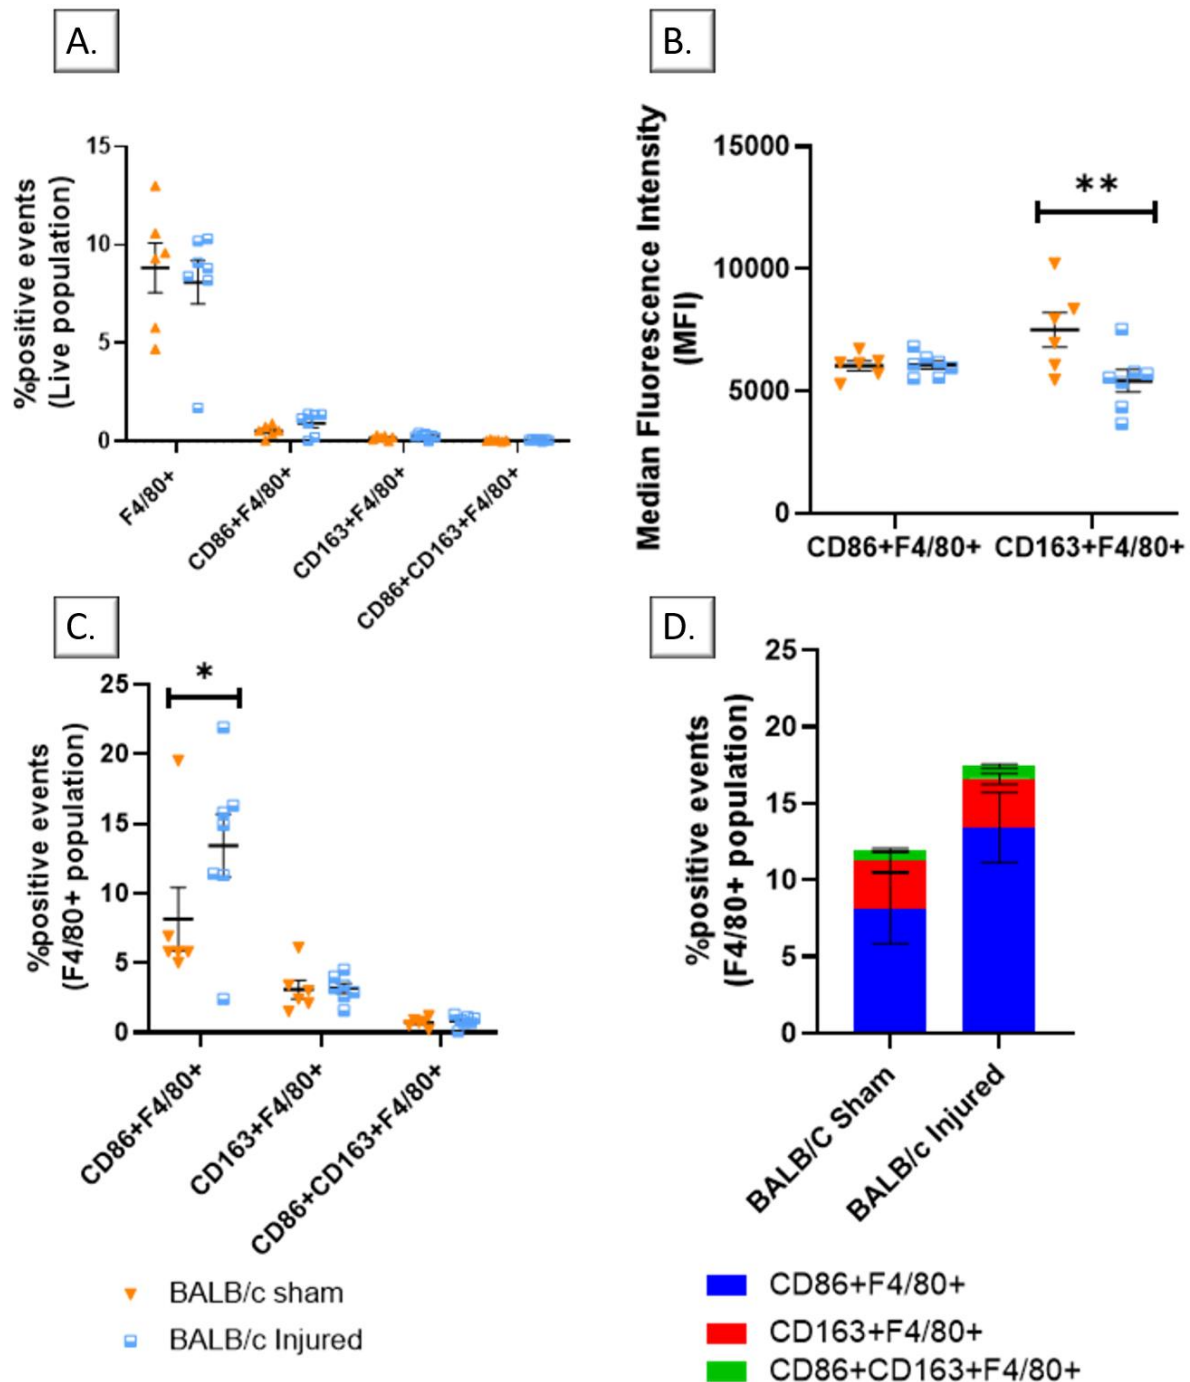 A.
%positive events
(Live population)
15
10
5
0
F4/80+
CD86+F4/80+
CD163+F4/80+
CD86+CD163+F4/80+
B.
Median Fluorescence Intensity
(MFI)
15000
10000
5000
0
**
CD86+F4/80+
CD163+F4/80+
C.
%positive events
(F4/80+ population)
25
20
15
10
5
0
*
CD86+F4/80+
CD163+F4/80+
CD86+CD163+F4/80+
BALB/c sham
BALB/c Injured
D.
%positive events
(F4/80+ population)
25
20
15
10
5
0
BALB/C Sham
BALB/c Injured
CD86+F4/80+
CD163+F4/80+
CD86+CD163+F4/80+